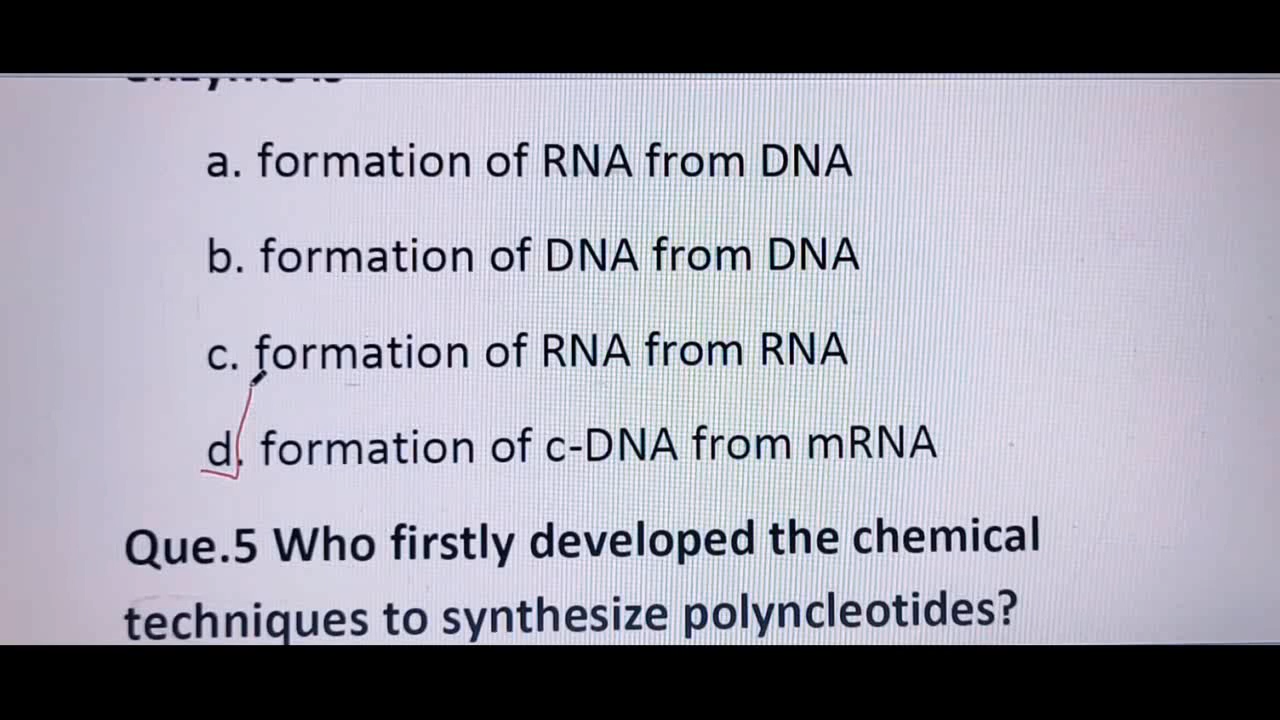 a. formation of RNA from DNA
b. formation of DNA from DNA
c. formation of RNA from RNA
d. formation of c-DNA from mRNA
Que.5 Who firstly developed the chemical
techniques to synthesize polyncleotides?